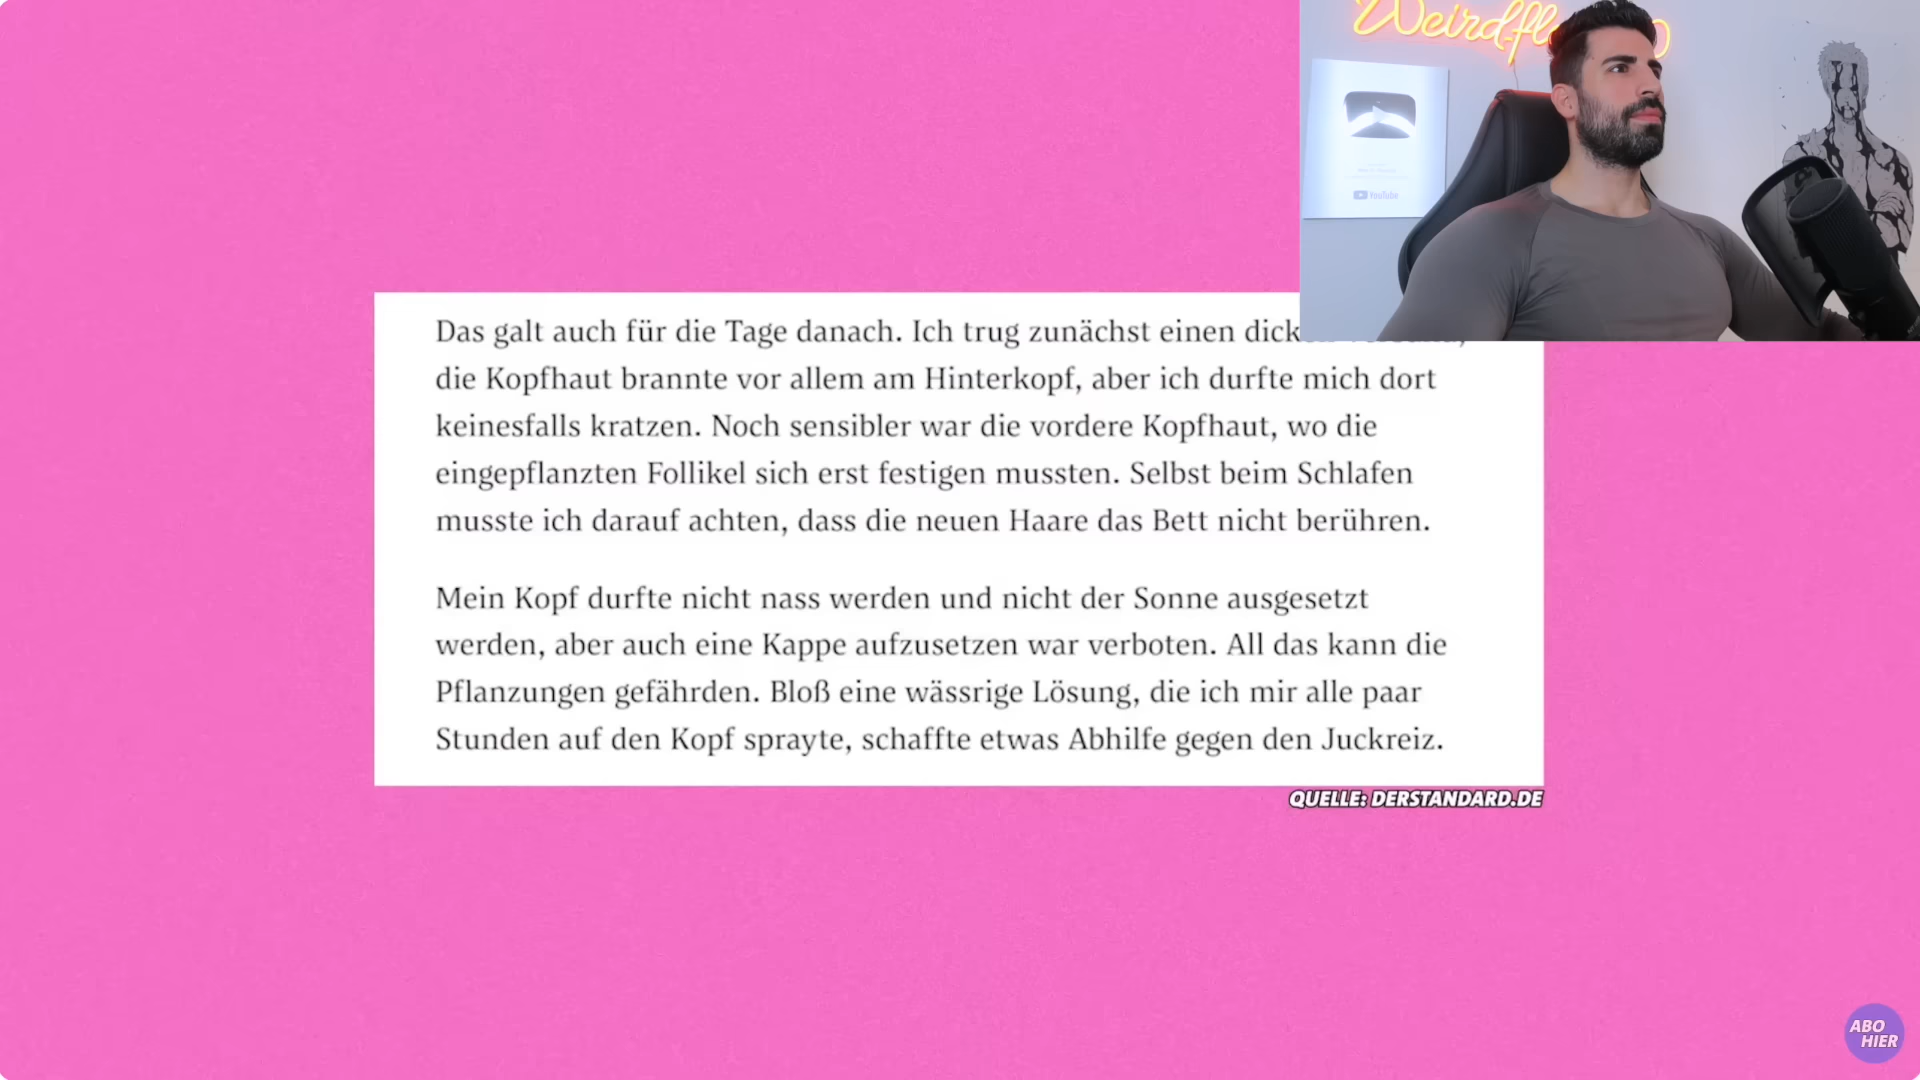 Weirdfl
YouTube
Das galt auch für die Tage danach. Ich trug zunächst einen
die Kopfhaut brannte vor allem am Hinterkopf, aber ich durfte mich dort
keinesfalls kratzen. Noch sensibler war die vordere Kopfhaut, wo die
eingepflanzten Follikel sich erst festigen mussten. Selbst beim Schlafen
musste ich darauf achten, dass die neuen Haare das Bett nicht berühren.
Mein Kopf durfte nicht nass werden und nicht der Sonne ausgesetzt
werden, aber auch eine Kappe aufzusetzen war verboten. All das kann die
Pflanzungen gefährden. Bloß eine wässrige Lösung, die ich mir alle paar
Stunden auf den Kopf sprayte, schaffte etwas Abhilfe gegen den Juckreiz.
QUELLE: DERSTANDARD.DE
ABO
HIER